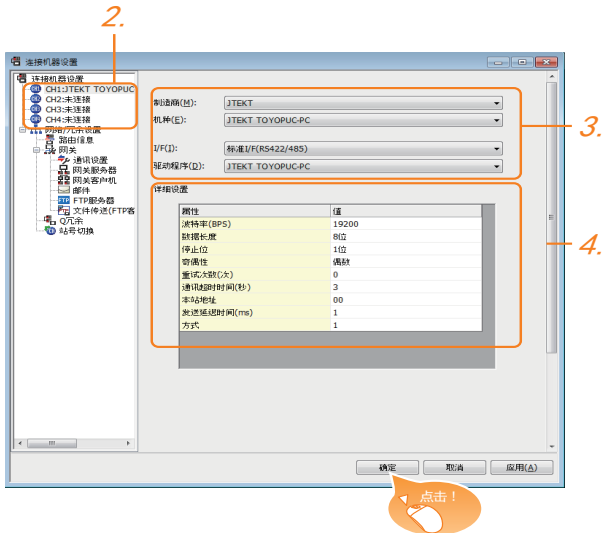 2.
连接机器设置
连接机器设置
CH1:JTEKT TOYOPUC
CH2:未连接
CH3:未连接
CH4:未连接
网络/冗余设置
路由信息
网关
通讯设置
网关服务器
网关客户机
邮件
FTP服务器
文件传送(FTP客
Q冗余
站号切换
制造商(M): JTEKT
机种(E): JTEKT TOYOPUC-PC
3.
I/F(I): 标准I/F(RS422/485)
驱动程序(D): JTEKT TOYOPUC-PC
详细设置
4.
属性 值
波特率(BPS) 19200
数据长度 8位
停止位 1位
奇偶性 偶数
重试次数(次) 0
通讯超时时间(秒) 3
本站地址 00
发送延迟时间(ms) 1
方式 1
确定 取消 应用(A)
点击！